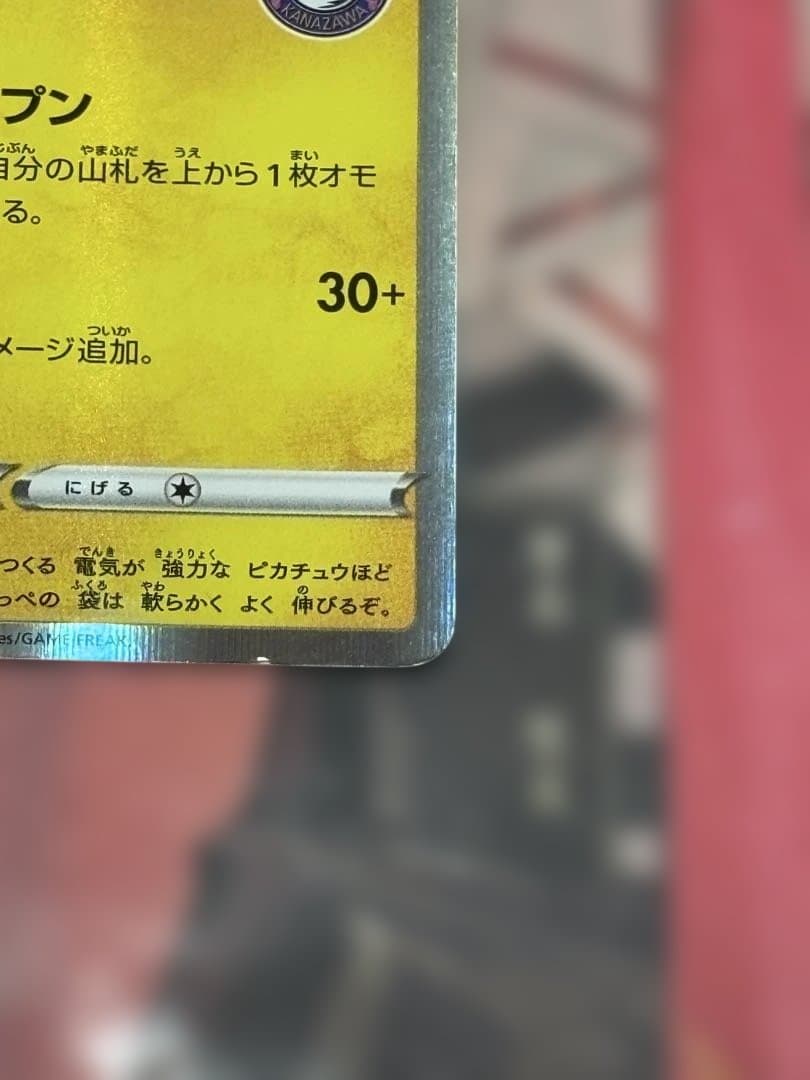 KANAZAWA
プン
自分の山札を上から1枚オモ
る。
30+
メージ追加。
にげる
つくる 電気が 強力な ピカチュウほど
っぺの 袋は 軟らかく よく 伸びるぞ。
es/GAME FREAK